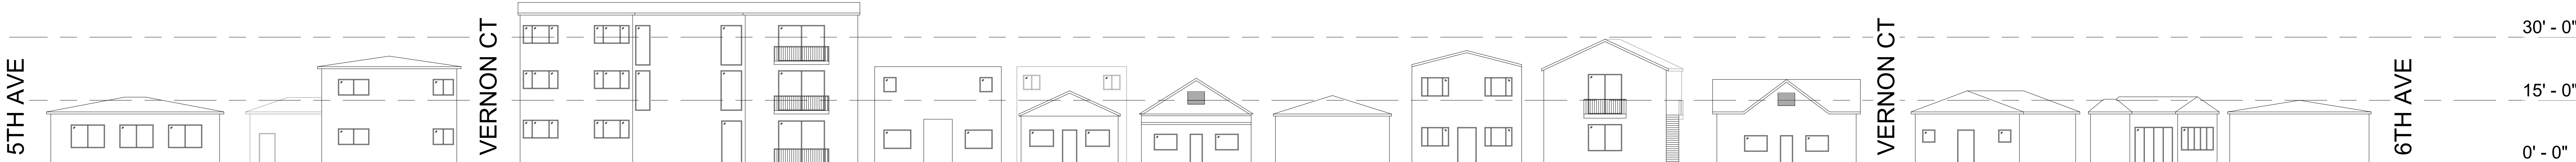 5TH AVE
VERNON CT
VERNON CT
6TH AVE
30' - 0"
15' - 0"
0' - 0"